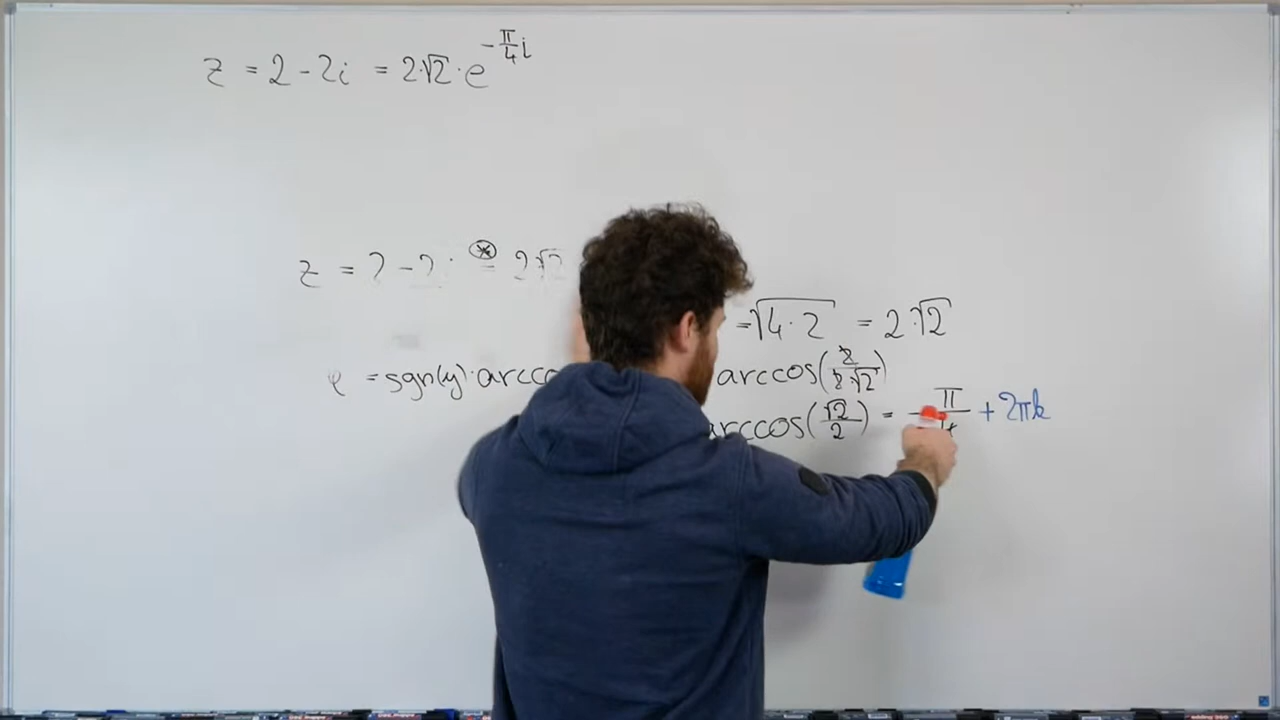 z = 2 - 2i = 2·√2 · e^(-π/4 i)
z = 2 - 2 ⊛ = 2√2
= √(4·2) = 2·√2
φ = sgn(y)·arcco arccos(2/(2·√2))
arccos(√2/2) = -π/4 + 2πk